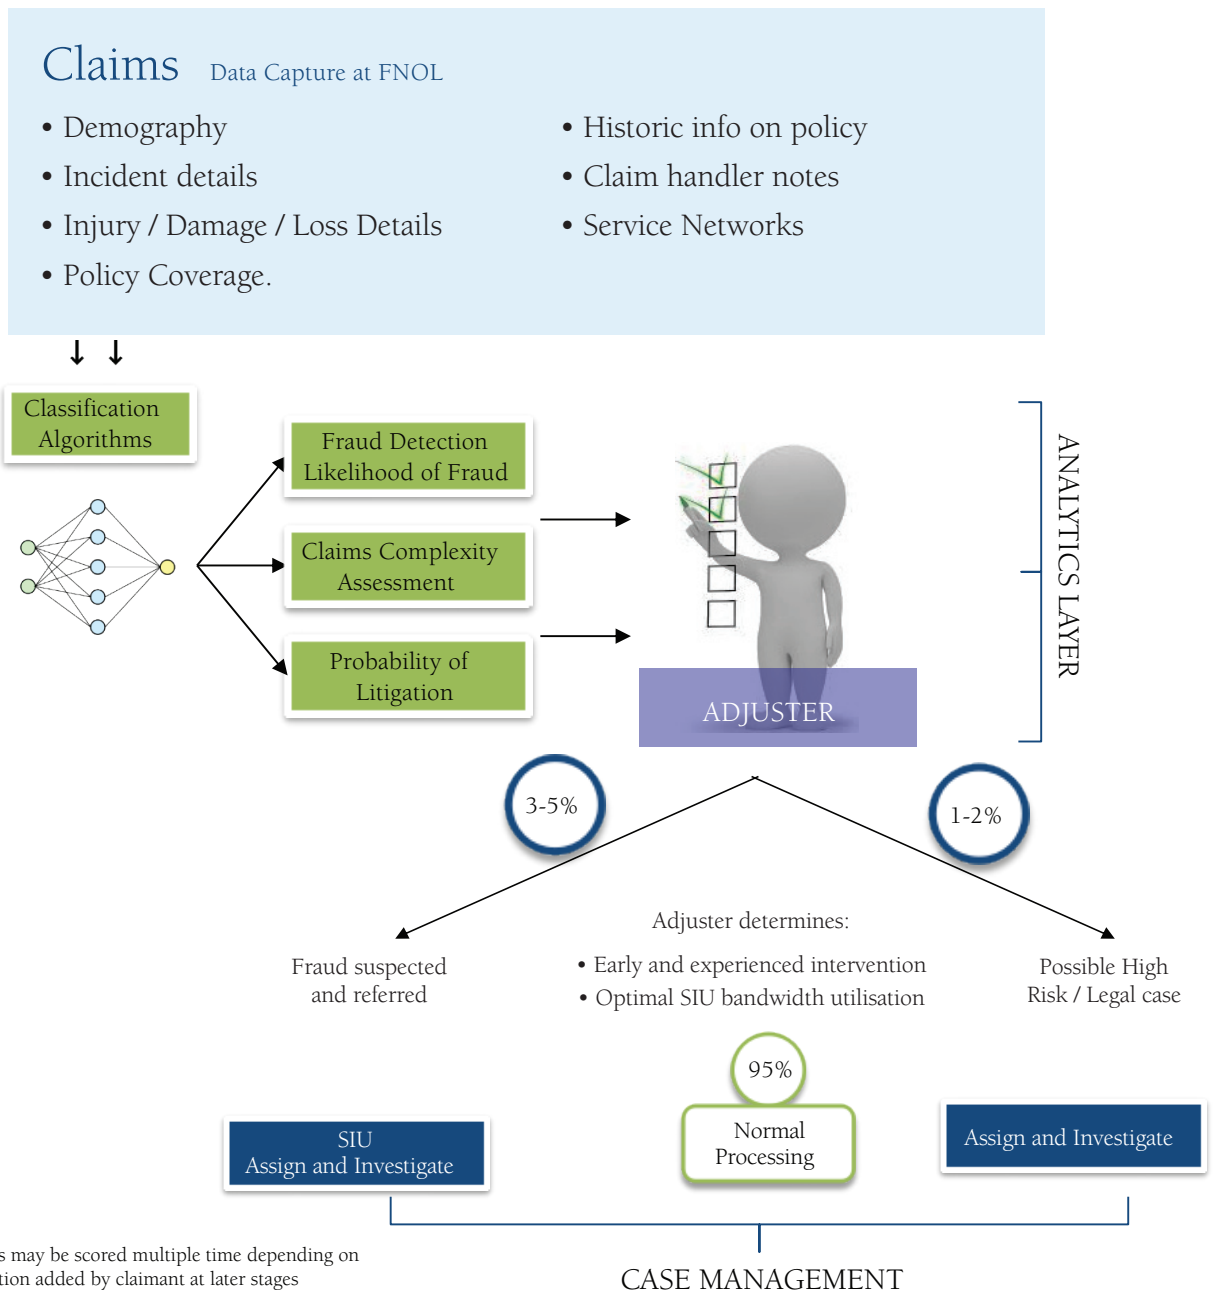 Claims Data Capture at FNOL
• Demography
• Incident details
• Injury / Damage / Loss Details
• Policy Coverage.
• Historic info on policy
• Claim handler notes
• Service Networks
Classification
Algorithms
Fraud Detection
Likelihood of Fraud
Claims Complexity
Assessment
Probability of
Litigation
ADJUSTER
ANALYTICS LAYER
3-5%
1-2%
Fraud suspected
and referred
Adjuster determines:
• Early and experienced intervention
• Optimal SIU bandwidth utilisation
Possible High
Risk / Legal case
95%
Normal
Processing
SIU
Assign and Investigate
Assign and Investigate
may be scored multiple time depending on
added by claimant at later stages
CASE MANAGEMENT